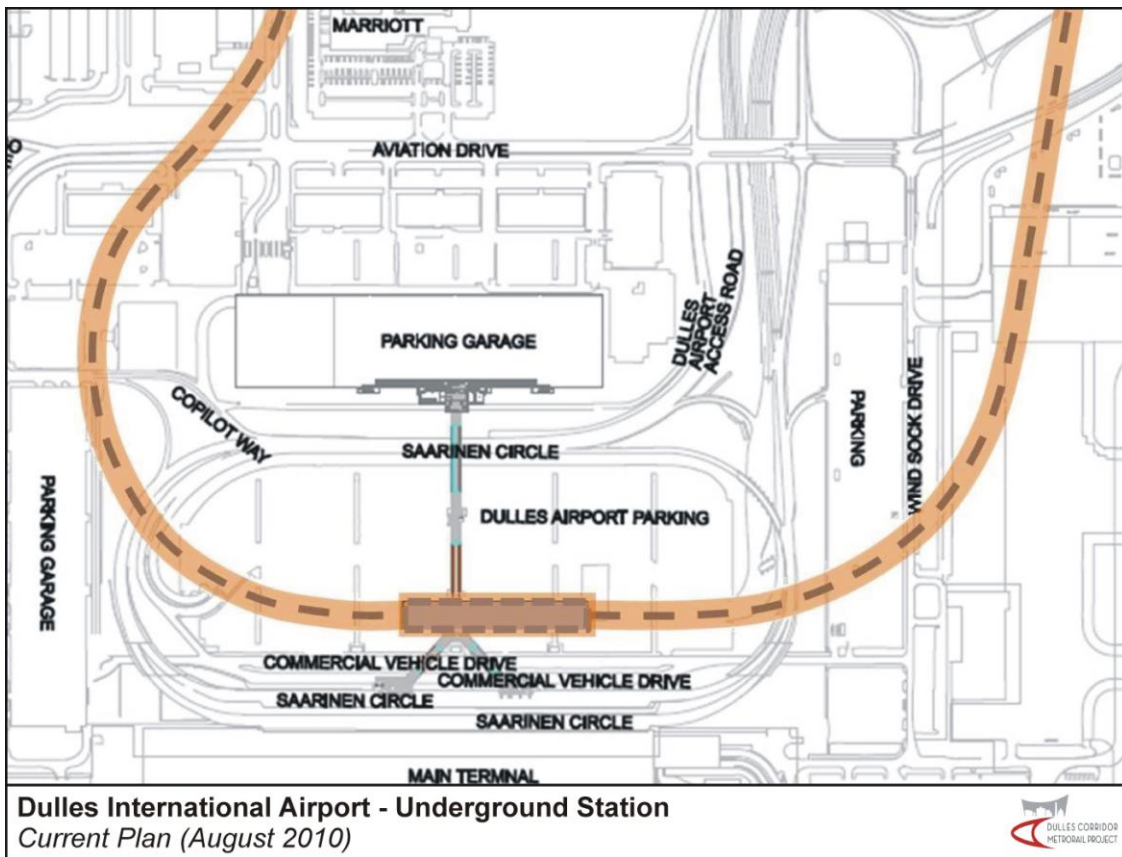 MARRIOTT
AVIATION DRIVE
DULLES
AIRPORT
ACCESS ROAD
PARKING GARAGE
COPILOT WAY
SAARINEN CIRCLE
PARKING
WIND SOCK DRIVE
PARKING GARAGE
DULLES AIRPORT PARKING
COMMERCIAL VEHICLE DRIVE
COMMERCIAL VEHICLE DRIVE
SAARINEN CIRCLE
SAARINEN CIRCLE
MAIN TERMINAL
Dulles International Airport - Underground Station
Current Plan (August 2010)
DULLES CORRIDOR
METRORAIL PROJECT